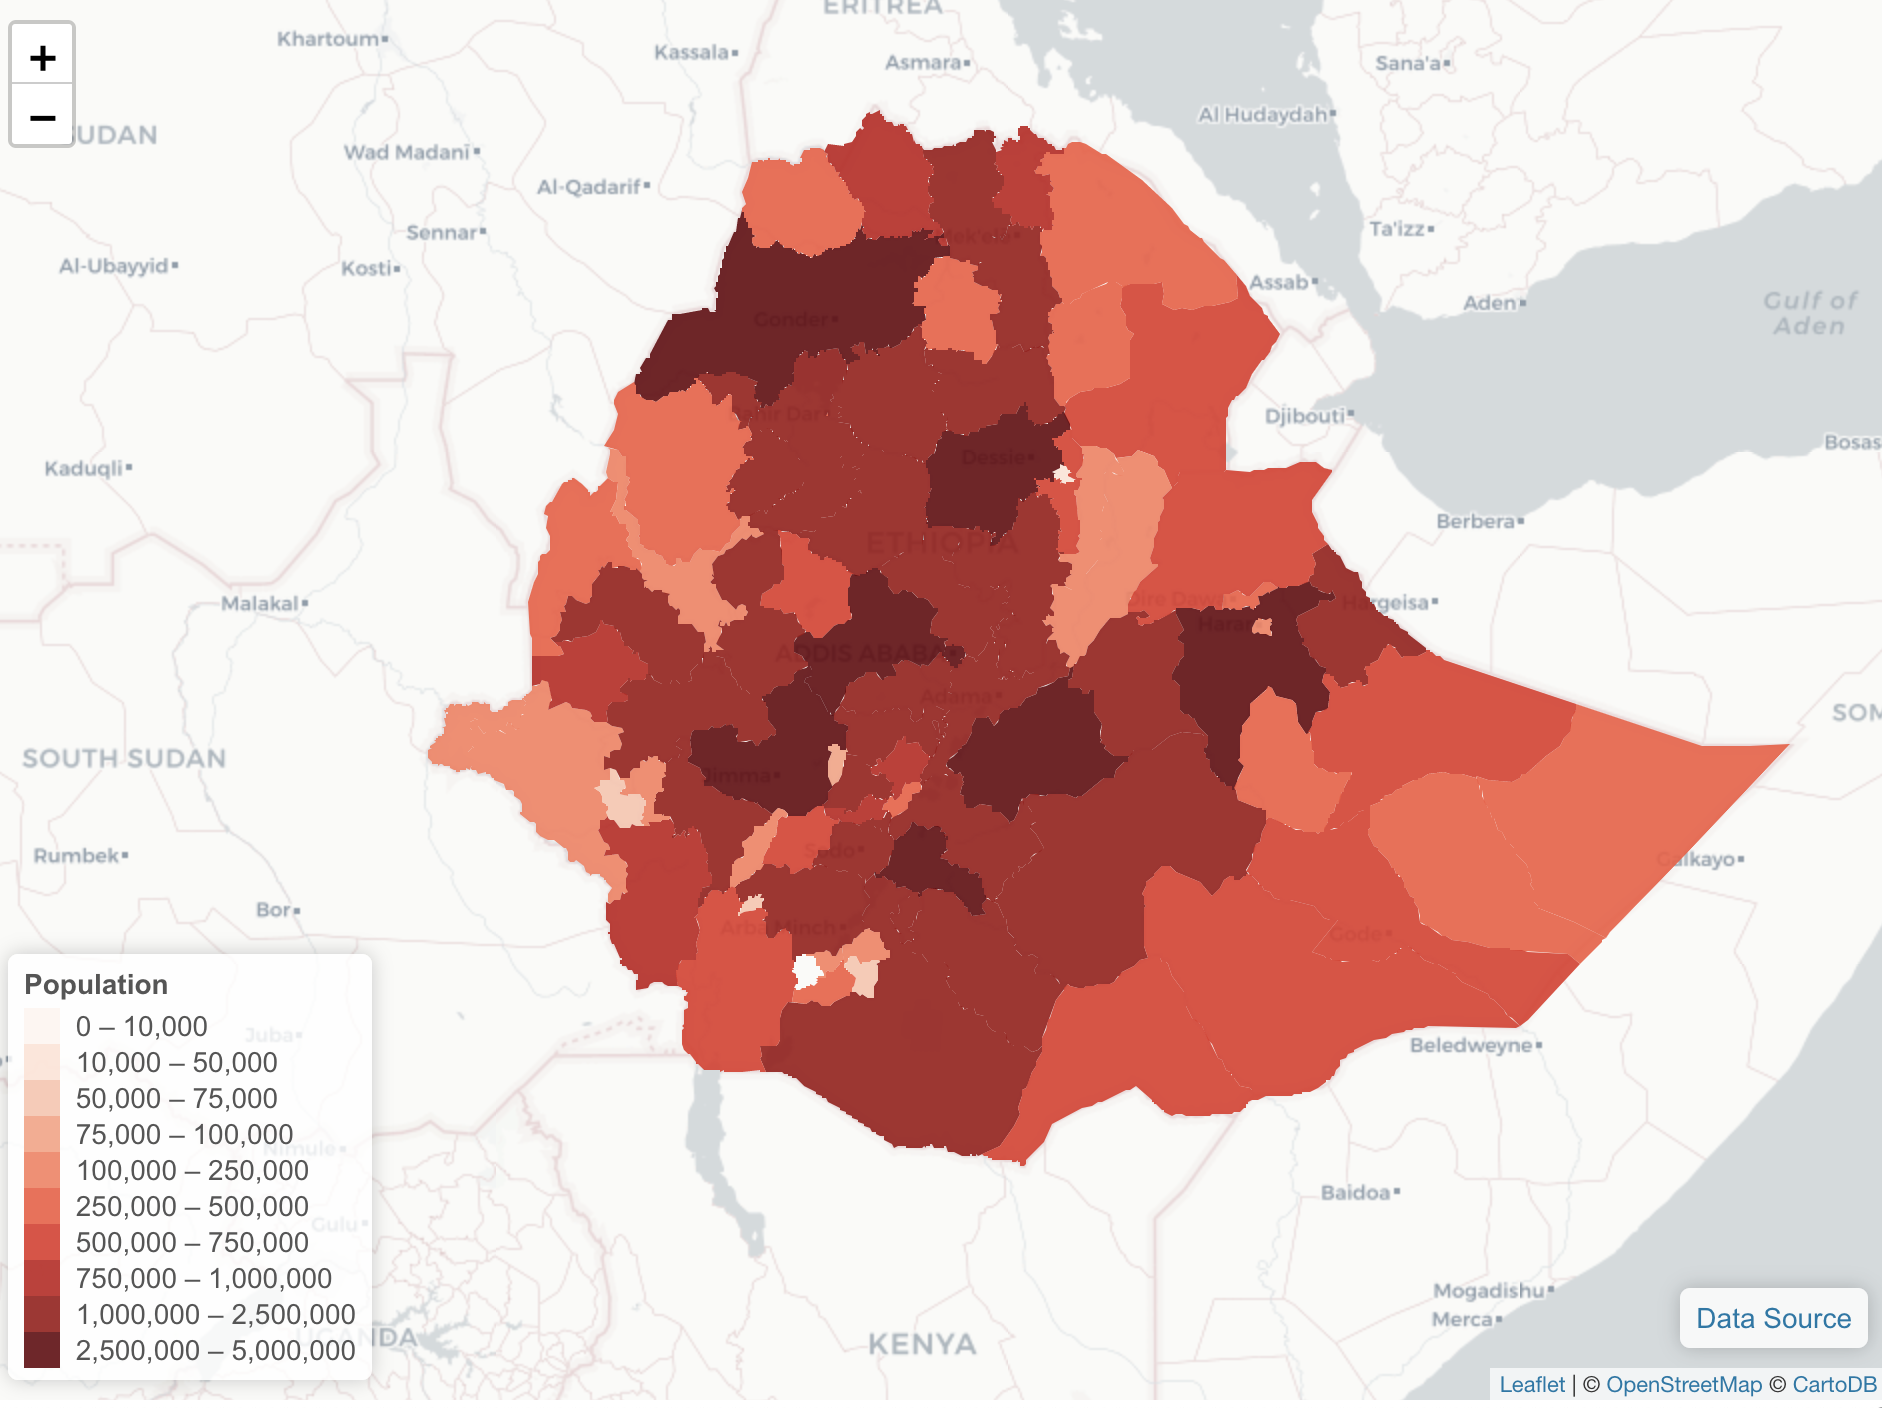 ERITREA
Khartoum
Kassala
Asmara
Sana'a
+
−
SUDAN
Al Hudaydah
Wad Madanī
Al-Qadarif
Sennar
Ta'izz
Mek'ele
Al-Ubayyid
Kosti
Assab
Aden
Gulf of
Aden
Gonder
Bahir Dar
Djibouti
Bosas
Kaduqli
Dessie
Berbera
ETHIOPIA
Malakal
Dire Dawa
Hargeisa
Harar
ADDIS ABABA
Adama
SOM
SOUTH SUDAN
Jimma
Rumbek
Sodo
Galkayo
Bor
Arba Minch
Gode
Population
0 – 10,000
10,000 – 50,000
50,000 – 75,000
75,000 – 100,000
100,000 – 250,000
250,000 – 500,000
500,000 – 750,000
750,000 – 1,000,000
1,000,000 – 2,500,000
2,500,000 – 5,000,000
Juba
Nimule
Gulu
UGANDA
Beledweyne
Baidoa
Mogadishu
Merca
KENYA
Data Source
Leaflet | © OpenStreetMap © CartoDB